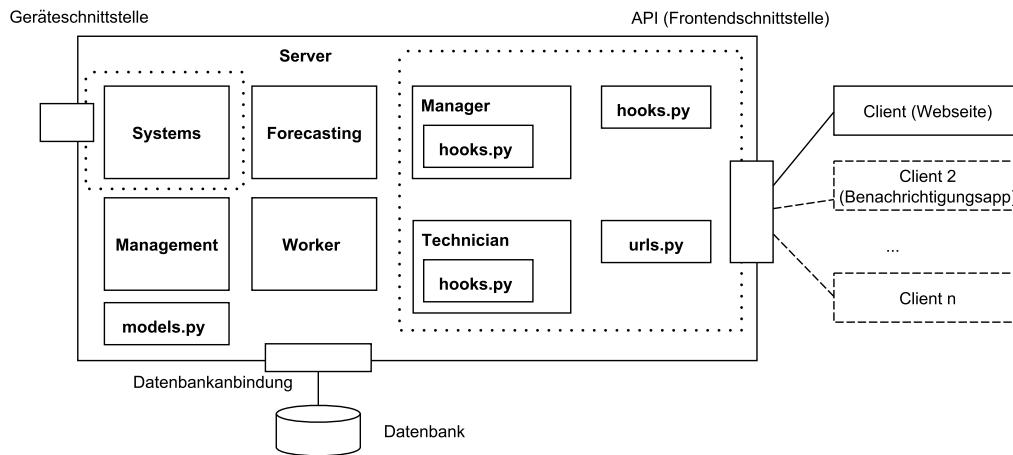 Geräteschnittstelle
API (Frontendschnittstelle)
Server
Systems
Forecasting
Manager
hooks.py
hooks.py
Client (Webseite)
Client 2
(Benachrichtigungsapp)
Management
Worker
Technician
hooks.py
urls.py
...
Client n
models.py
Datenbankanbindung
Datenbank